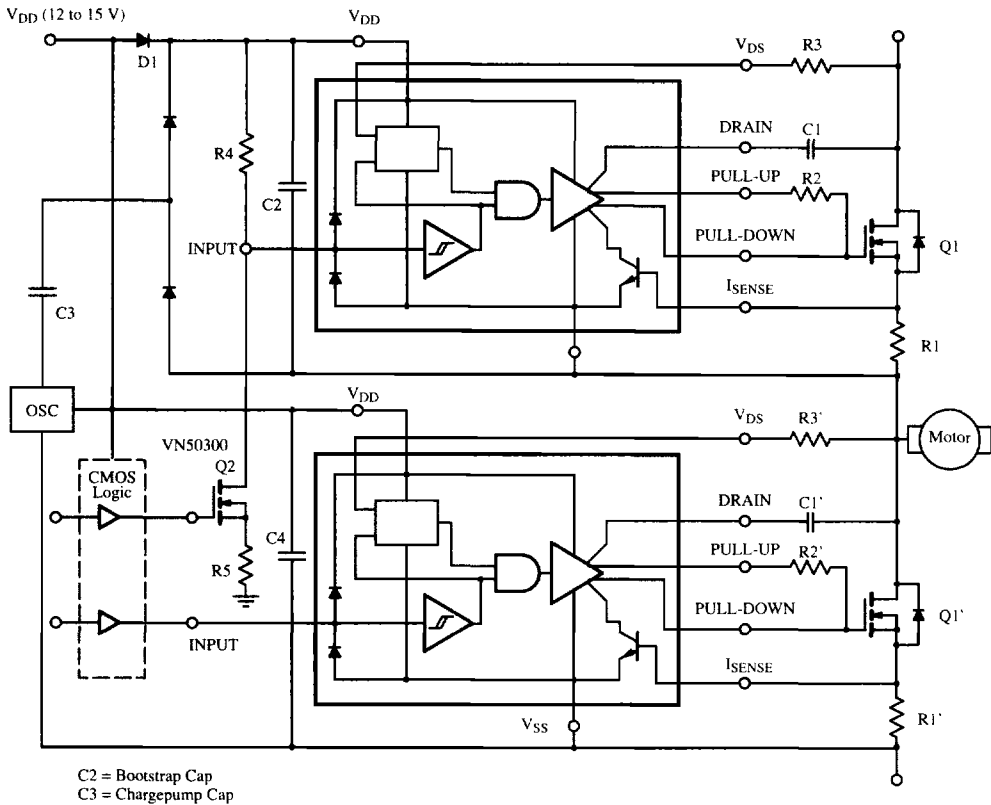 V_DD (12 to 15 V)
D1
V_DD
V_DS
R3
R4
C2
DRAIN
C1
PULL-UP
R2
INPUT
PULL-DOWN
Q1
I_SENSE
C3
R1
OSC
V_DD
V_DS
R3`
Motor
VN50300
Q2
CMOS
Logic
DRAIN
C1`
C4
PULL-UP
R2`
R5
PULL-DOWN
Q1`
INPUT
I_SENSE
R1`
V_SS
C2 = Bootstrap Cap
C3 = Chargepump Cap